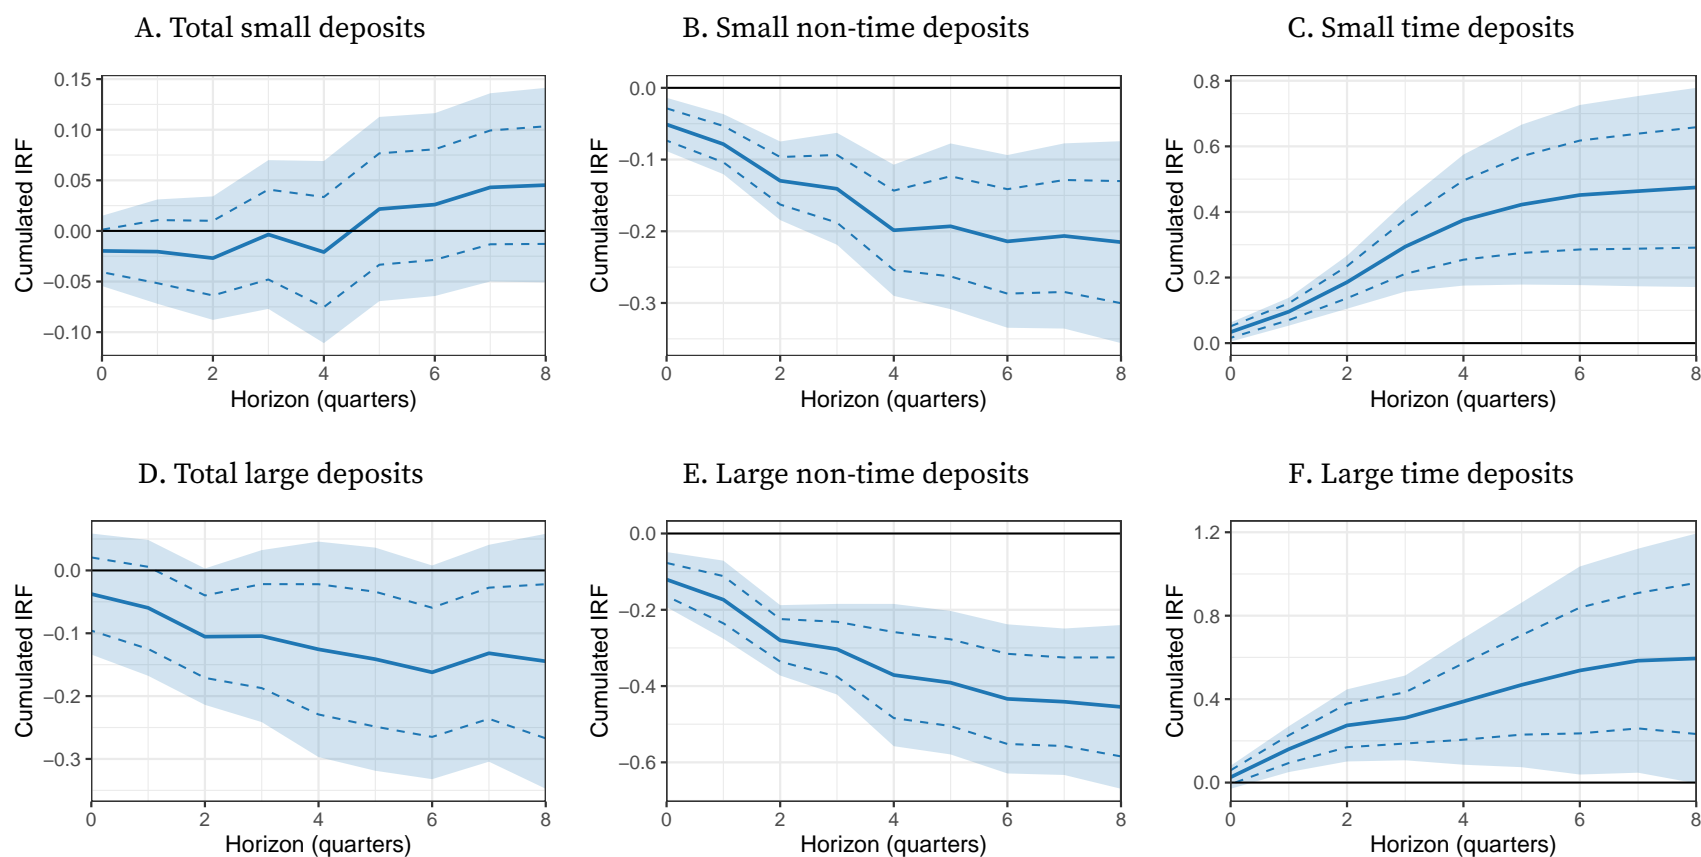 A. Total small deposits
Cumulated IRF
0.15
0.10
0.05
0.00
−0.05
−0.10
0 2 4 6 8
Horizon (quarters)
B. Small non-time deposits
Cumulated IRF
0.0
−0.1
−0.2
−0.3
0 2 4 6 8
Horizon (quarters)
C. Small time deposits
Cumulated IRF
0.8
0.6
0.4
0.2
0.0
0 2 4 6 8
Horizon (quarters)
D. Total large deposits
Cumulated IRF
0.0
−0.1
−0.2
−0.3
0 2 4 6 8
Horizon (quarters)
E. Large non-time deposits
Cumulated IRF
0.0
−0.2
−0.4
−0.6
0 2 4 6 8
Horizon (quarters)
F. Large time deposits
Cumulated IRF
1.2
0.8
0.4
0.0
0 2 4 6 8
Horizon (quarters)